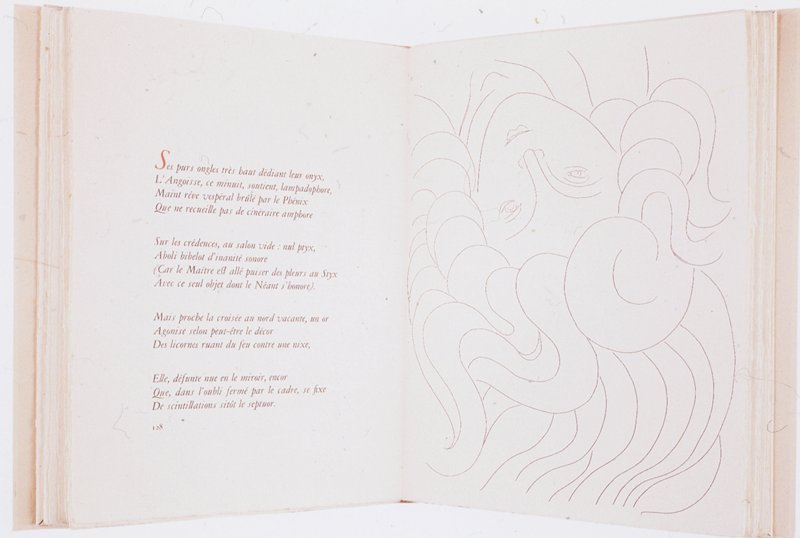 Ses purs ongles très haut dédiant leur onyx,
L'Angoisse, ce minuit, soutient, lampadophore,
Maint rêve vespéral brûlé par le Phénix
Que ne recueille pas de cinéraire amphore
Sur les crédences, au salon vide : nul ptyx,
Aboli bibelot d'inanité sonore
(Car le Maître est allé puiser des pleurs au Styx
Avec ce seul objet dont le Néant s'honore).
Mais proche la croisée au nord vacante, un or
Agonise selon peut-être le décor
Des licornes ruant du feu contre une nixe,
Elle, défunte nue en le miroir, encor
Que, dans l'oubli fermé par le cadre, se fixe
De scintillations sitôt le septuor.
128